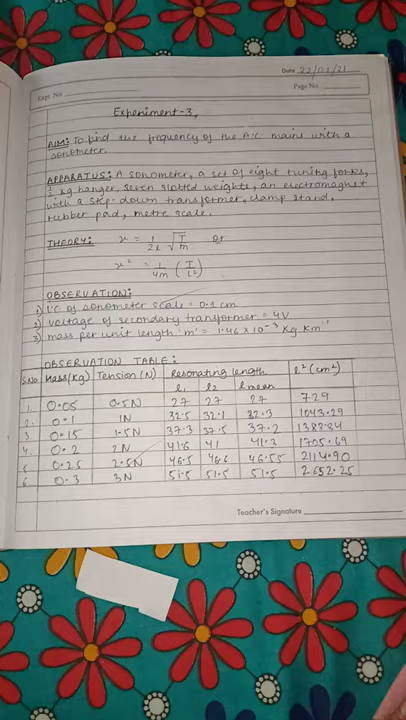 Date 22/01/21
Expt. No.
Page No.
Experiment-3,
AIM: To find the frequency of the A.C. mains with a
sonometer.
APPARATUS: A sonometer, a set of eight tuning forks,
1/2 kg hanger, seven slotted weights, an electromagnet
with a step-down transformer, clamp stand,
rubber pad, metre scale.
THEORY: n = 1/2l √T/m or
n² = 1/4m (T/l²)
OBSERVATION:
1) L.C of sonometer scale = 0.1 cm
2) Voltage of secondary transformer = 4V
3) mass per unit length 'm' = 1.46 x 10⁻³ Kg Km⁻¹
OBSERVATION TABLE:
S.No. Mass(Kg) Tension (N) Resonating length l² (cm²)
l₁ l₂ lmean
1. 0.05 0.5N 27 27 27 729
2. 0.1 1N 32.5 32.1 32.3 1043.29
3. 0.15 1.5N 37.3 37.5 37.2 1383.84
4. 0.2 2N 41.6 41 41.3 1705.69
5. 0.25 2.5N 46.5 46.6 46.55 2114.90
6. 0.3 3N 51.5 51.5 51.5 2652.25
Teacher's Signature